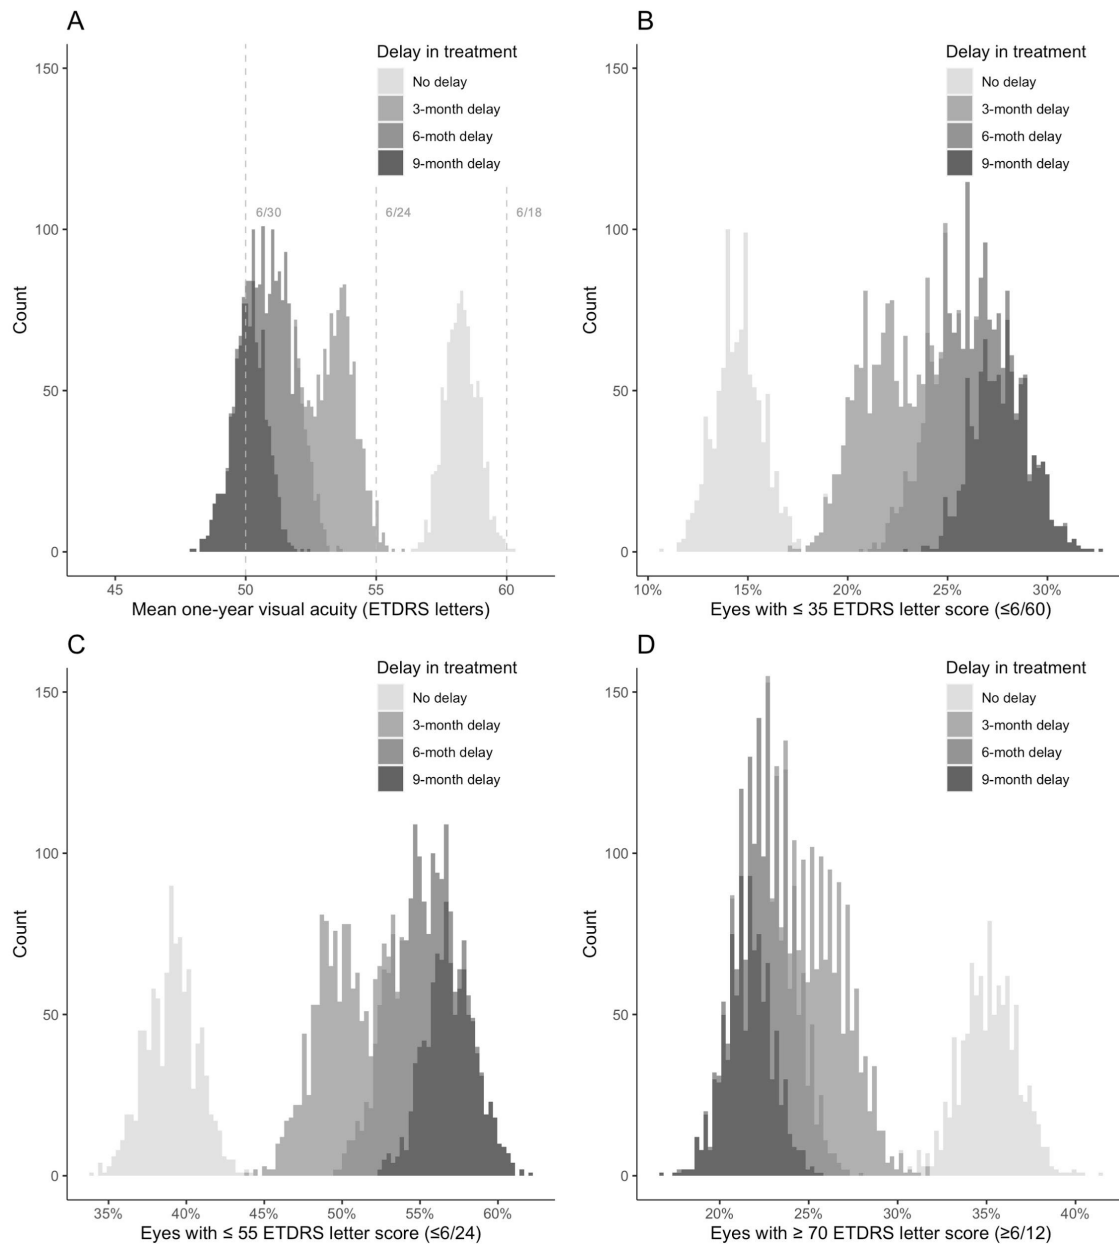 A
Delay in treatment
No delay
3-month delay
6-moth delay
9-month delay
6/30
6/24
6/18
150
100
50
0
Count
45
50
55
60
Mean one-year visual acuity (ETDRS letters)
B
Delay in treatment
No delay
3-month delay
6-moth delay
9-month delay
150
100
50
0
Count
10%
15%
20%
25%
30%
Eyes with ≤ 35 ETDRS letter score (≤6/60)
C
Delay in treatment
No delay
3-month delay
6-moth delay
9-month delay
150
100
50
0
Count
35%
40%
45%
50%
55%
60%
Eyes with ≤ 55 ETDRS letter score (≤6/24)
D
Delay in treatment
No delay
3-month delay
6-moth delay
9-month delay
150
100
50
0
Count
20%
25%
30%
35%
40%
Eyes with ≥ 70 ETDRS letter score (≥6/12)